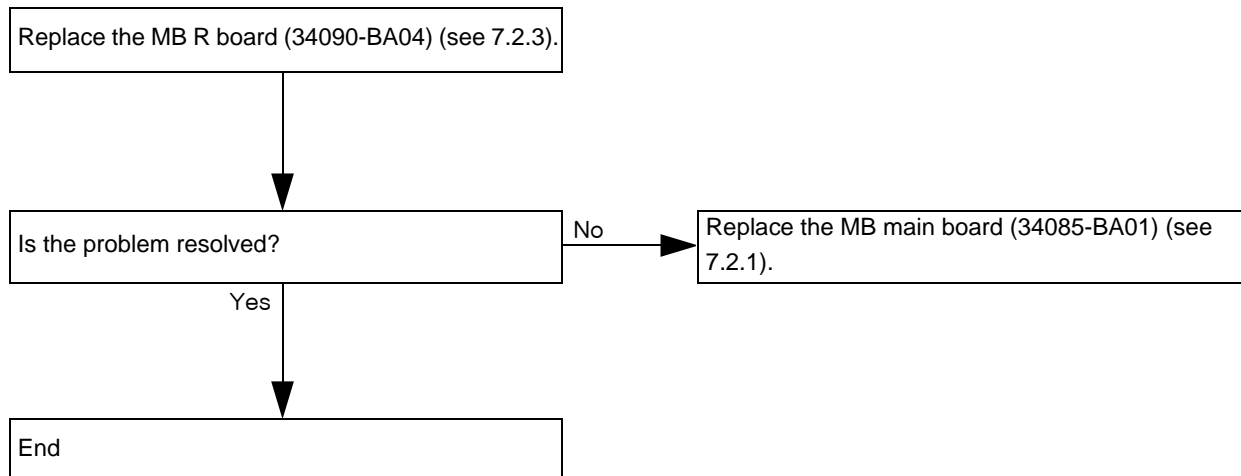 Replace the MB R board (34090-BA04) (see 7.2.3).
Is the problem resolved?
No
Replace the MB main board (34085-BA01) (see
7.2.1).
Yes
End